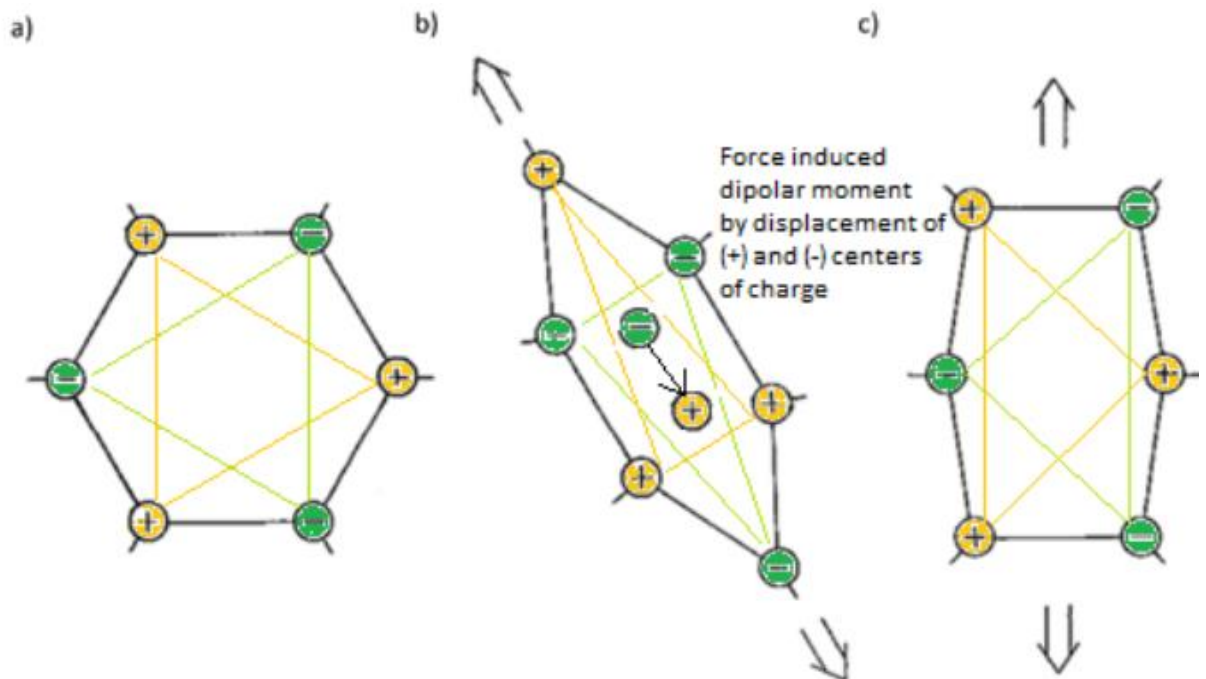 a)
b)
c)
Force induced
dipolar moment
by displacement of
(+) and (-) centers
of charge
+
−
−
+
+
−
+
−
−
−
+
+
+
−
+
−
−
+
+
−